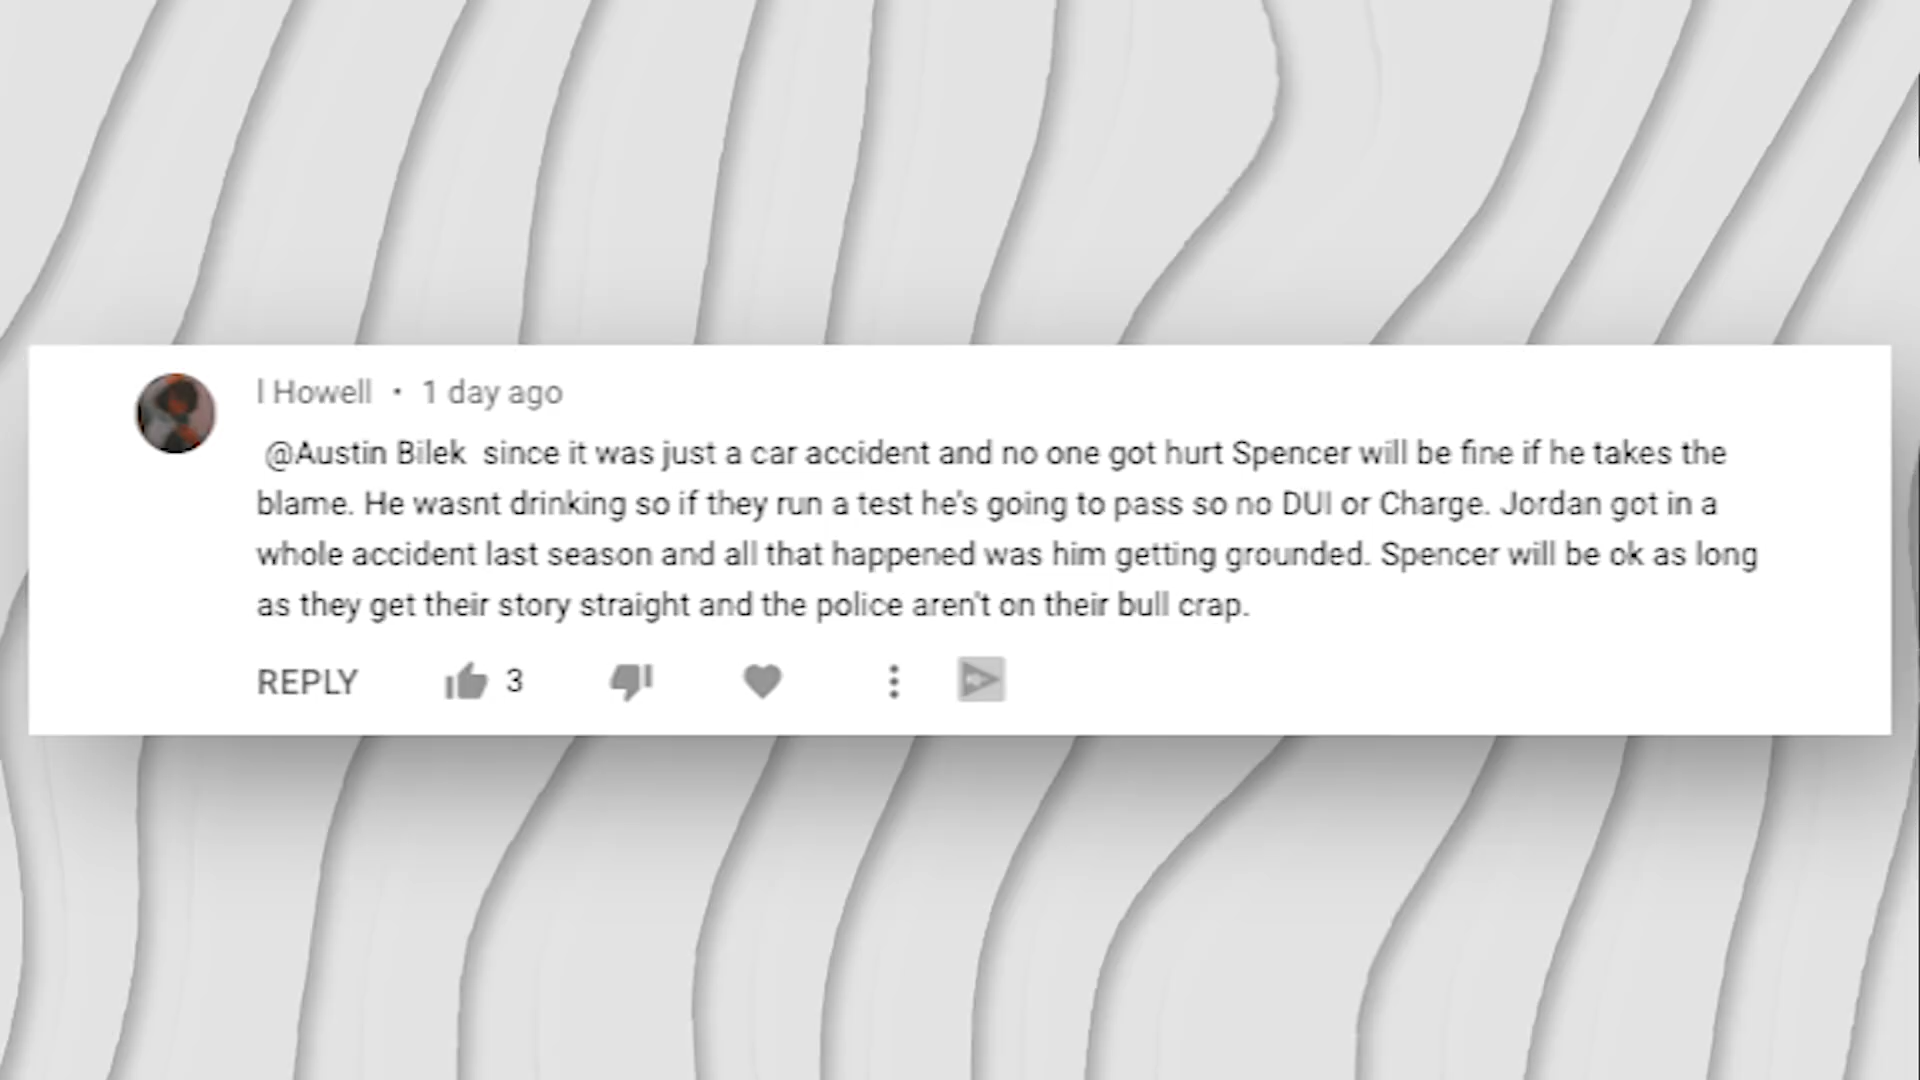 l Howell • 1 day ago
@Austin Bilek since it was just a car accident and no one got hurt Spencer will be fine if he takes the
blame. He wasnt drinking so if they run a test he's going to pass so no DUI or Charge. Jordan got in a
whole accident last season and all that happened was him getting grounded. Spencer will be ok as long
as they get their story straight and the police aren't on their bull crap.
REPLY 3